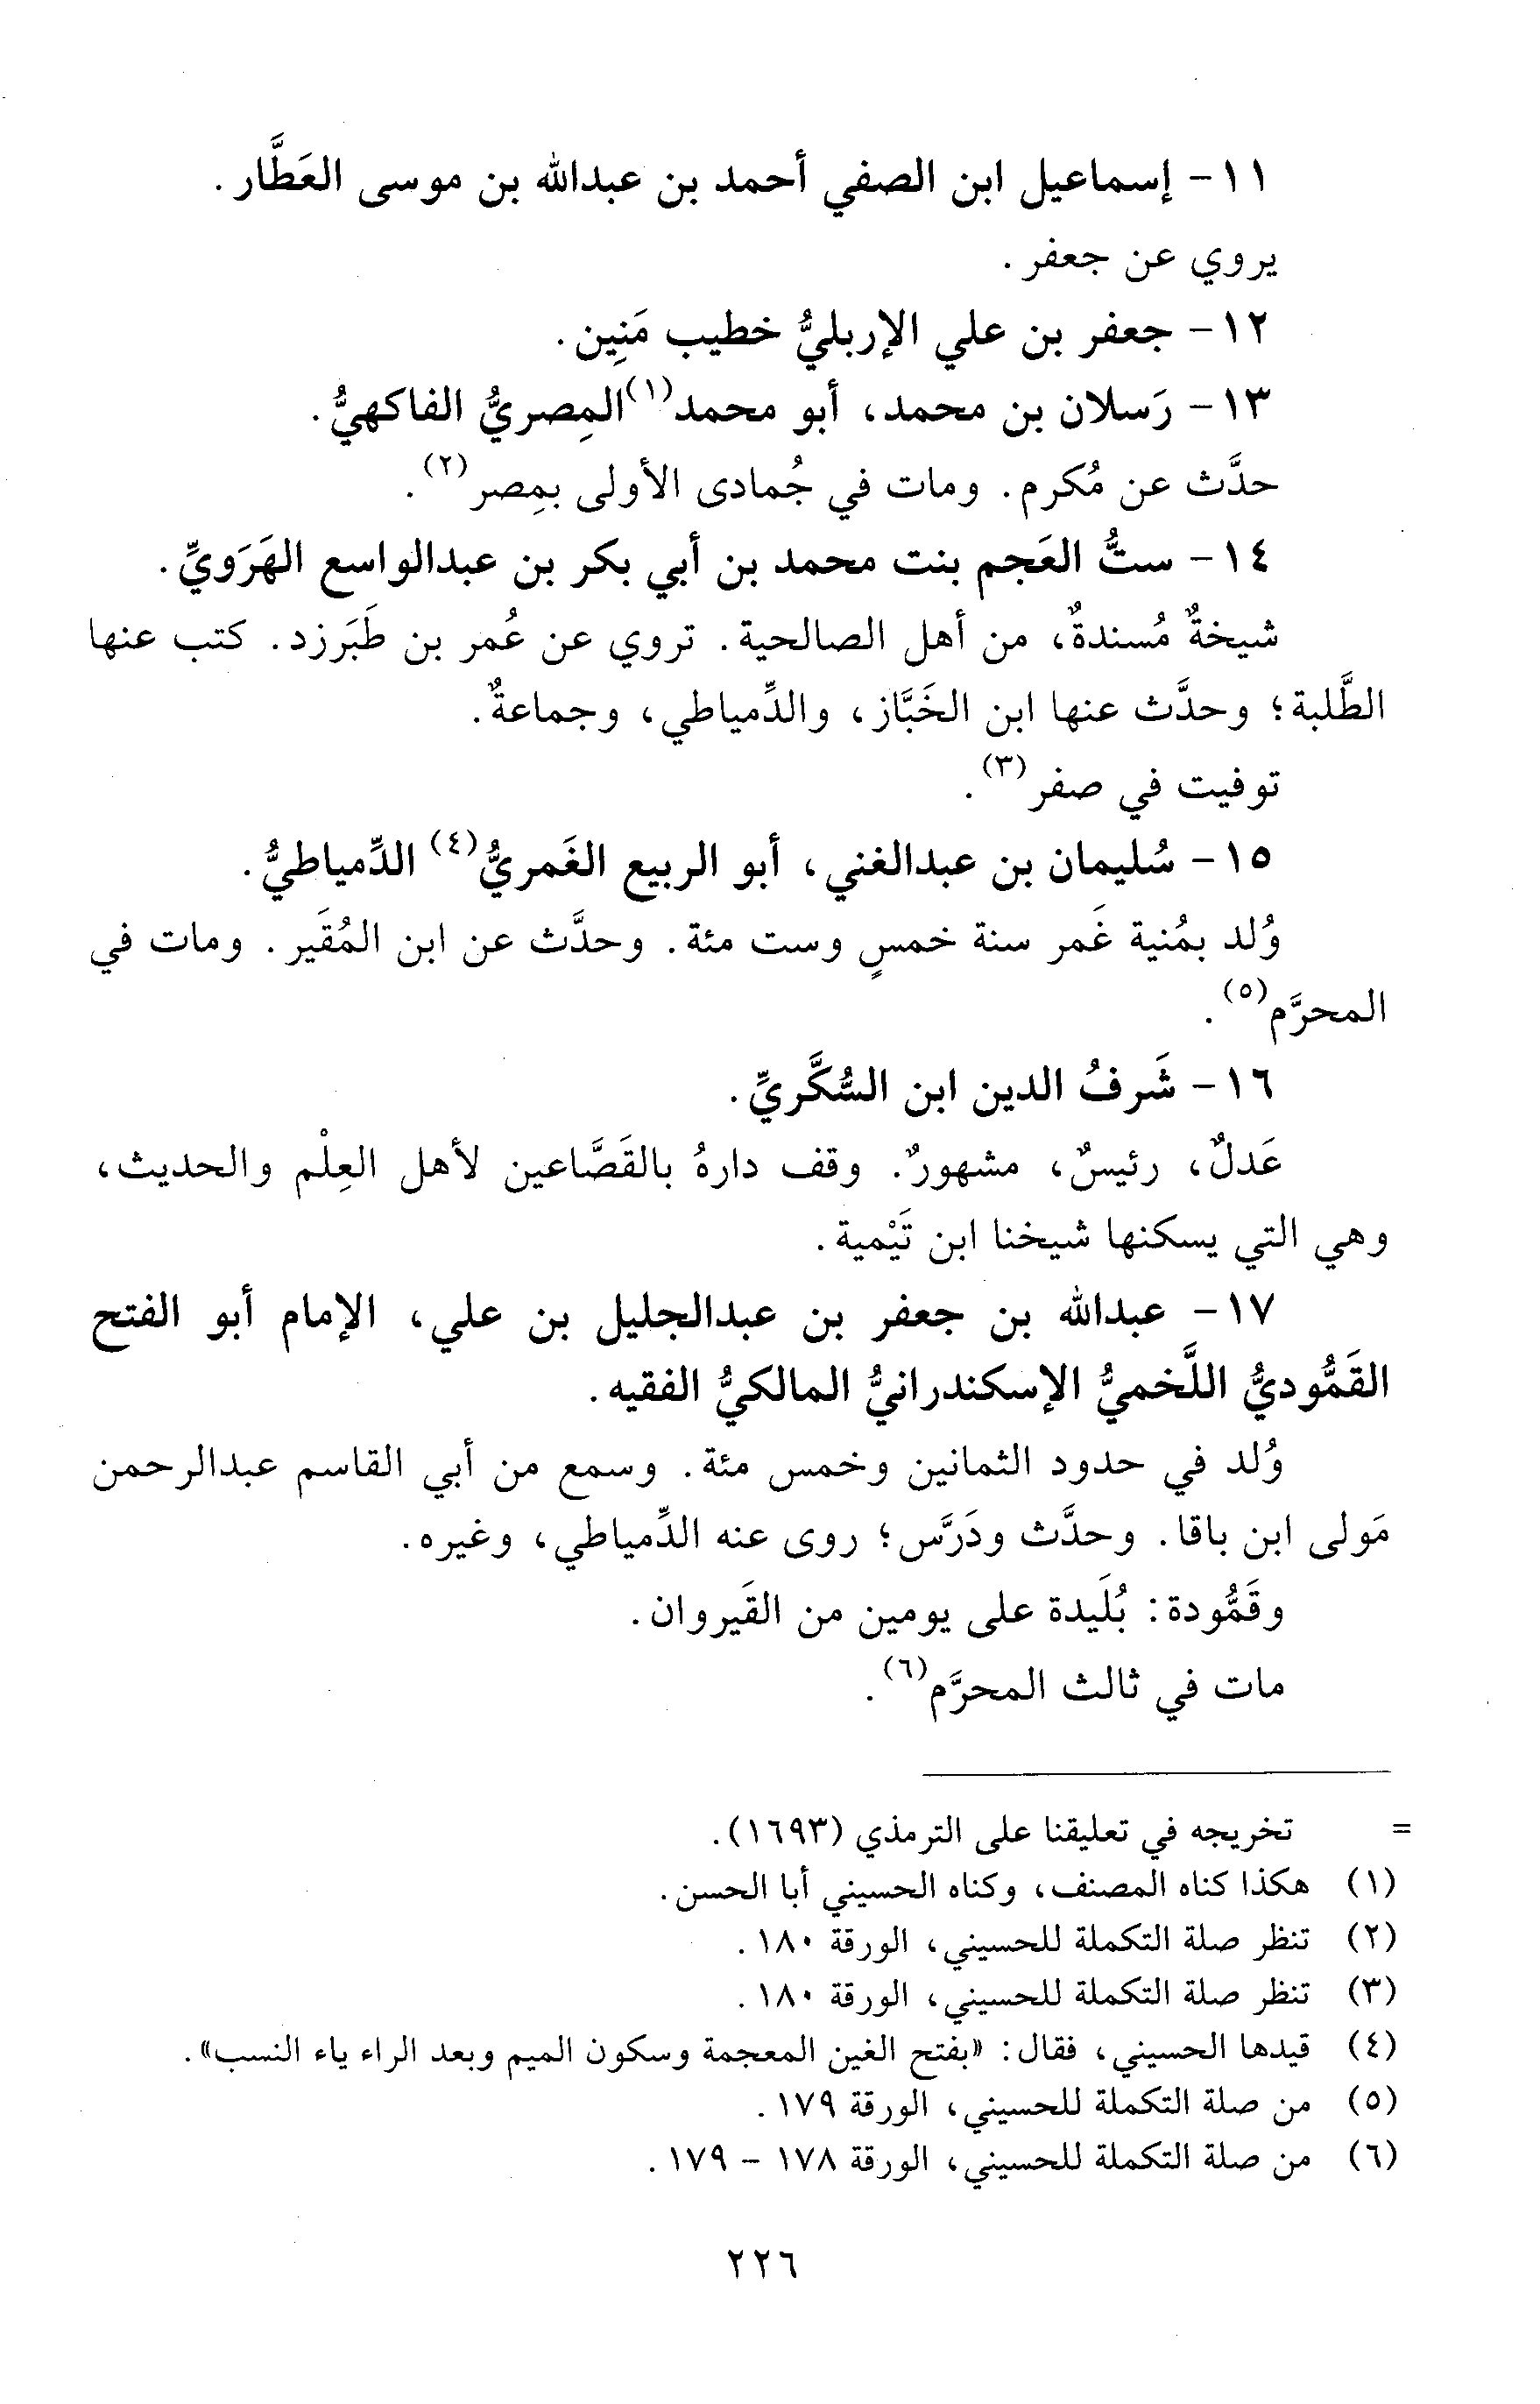 ١١- إسماعيل ابن الصفي أحمد بن عبدالله بن موسى العَطَّار.
يروي عن جعفر.
١٢- جعفر بن علي الإربليُّ خطيب مَنِين.
١٣- رَسلان بن محمد، أبو محمد(١) المِصريُّ الفاكهيُّ.
حدَّث عن مُكرم. ومات في جُمادى الأولى بمِصر(٢).
١٤- ستُّ العَجم بنت محمد بن أبي بكر بن عبدالواسع الهَرَويِّ.
شيخةٌ مُسندةٌ، من أهل الصالحية. تروي عن عُمر بن طَبَرزد. كتب عنها
الطَّلبة؛ وحدَّث عنها ابن الخَبَّاز، والدِّمياطي، وجماعةٌ.
توفيت في صفر(٣).
١٥- سُليمان بن عبدالغني، أبو الربيع الغَمريُّ(٤) الدِّمياطيُّ.
وُلد بمُنية غَمر سنة خمسٍ وست مئة. وحدَّث عن ابن المُقَير. ومات في
المحرَّم(٥).
١٦- شَرفُ الدين ابن السُّكَّريِّ.
عَدلٌ، رئيسٌ، مشهورٌ. وقف دارهُ بالقَصَّاعين لأهل العِلْم والحديث،
وهي التي يسكنها شيخنا ابن تَيْمية.
١٧- عبدالله بن جعفر بن عبدالجليل بن علي، الإمام أبو الفتح
القَمُّوديُّ اللَّخميُّ الإسكندرانيُّ المالكيُّ الفقيه.
وُلد في حدود الثمانين وخمس مئة. وسمع من أبي القاسم عبدالرحمن
مَولى ابن باقا. وحدَّث ودَرَّس؛ روى عنه الدِّمياطي، وغيره.
وقَمُّودة: بُلَيدة على يومين من القَيروان.
مات في ثالث المحرَّم(٦).
= تخريجه في تعليقنا على الترمذي (١٦٩٣).
(١) هكذا كناه المصنف، وكناه الحسيني أبا الحسن.
(٢) تنظر صلة التكملة للحسيني، الورقة ١٨٠.
(٣) تنظر صلة التكملة للحسيني، الورقة ١٨٠.
(٤) قيدها الحسيني، فقال: «بفتح الغين المعجمة وسكون الميم وبعد الراء ياء النسب».
(٥) من صلة التكملة للحسيني، الورقة ١٧٩.
(٦) من صلة التكملة للحسيني، الورقة ١٧٨ - ١٧٩.
٢٢٦